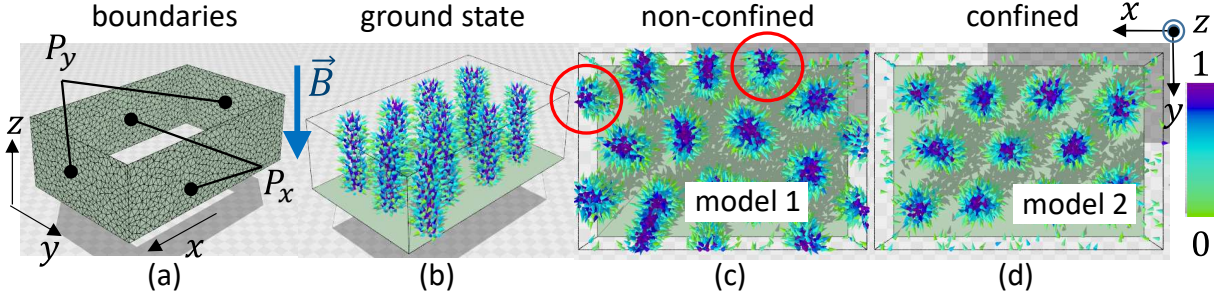 boundaries
ground state
non-confined
confined
P_y
z
P_x
y
x
B⃗
model 1
model 2
x
z
y
1
0
(a)
(b)
(c)
(d)